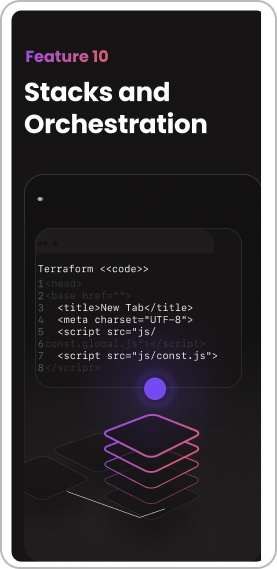 Feature 10
Stacks and
Orchestration
Terraform <<code>>
1<head>
2<base href="">
3 <title>New Tab</title>
4 <meta charset="UTF-8">
5 <script src="js/
6const.global.js"></script>
7 <script src="js/const.js">
8</script>